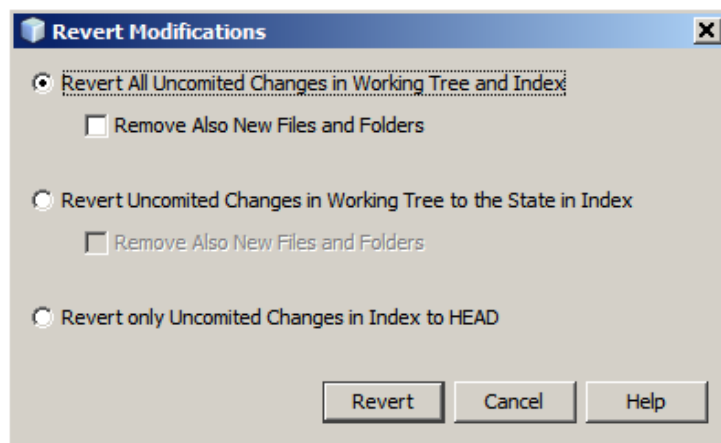 Revert Modifications
Revert All Uncomited Changes in Working Tree and Index
Remove Also New Files and Folders
Revert Uncomited Changes in Working Tree to the State in Index
Remove Also New Files and Folders
Revert only Uncomited Changes in Index to HEAD
Revert Cancel Help